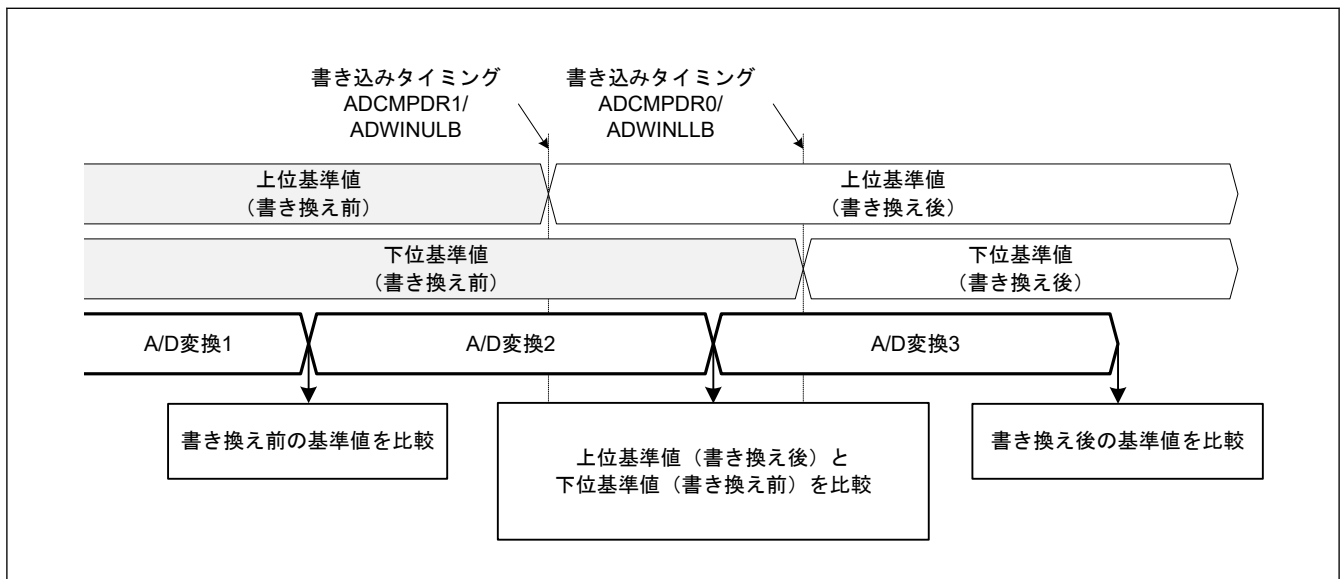 書き込みタイミング
ADCMPDR1/
ADWINULB
書き込みタイミング
ADCMPDR0/
ADWINLLB
上位基準値
（書き換え前）
上位基準値
（書き換え後）
下位基準値
（書き換え前）
下位基準値
（書き換え後）
A/D変換1
A/D変換2
A/D変換3
書き換え前の基準値を比較
上位基準値（書き換え後）と
下位基準値（書き換え前）を比較
書き換え後の基準値を比較